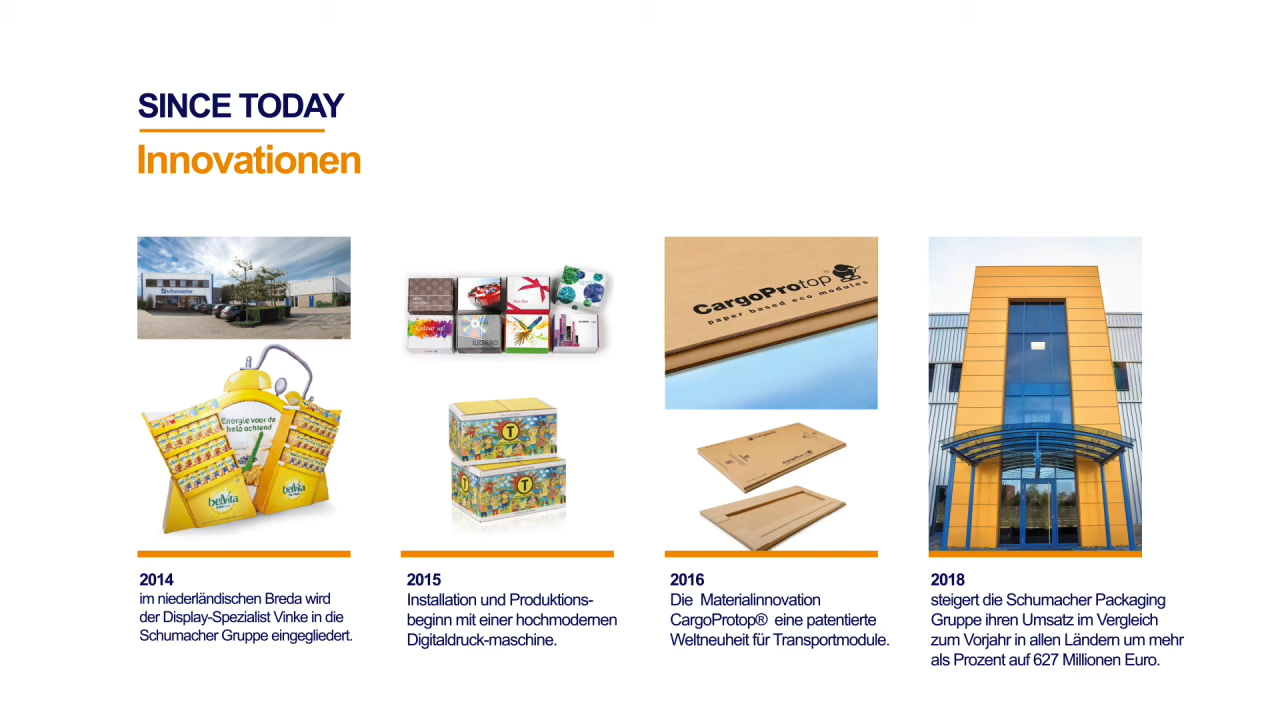 SINCE TODAY
Innovationen
schumacher
Energie voor de
hele ochtend
belVita
belVita
Colour up!
T
T
CargoProtop™
paper based eco modules
CargoProtop
2014
im niederländischen Breda wird
der Display-Spezialist Vinke in die
Schumacher Gruppe eingegliedert.
2015
Installation und Produktions-
beginn mit einer hochmodernen
Digitaldruck-maschine.
2016
Die Materialinnovation
CargoProtop® eine patentierte
Weltneuheit für Transportmodule.
2018
steigert die Schumacher Packaging
Gruppe ihren Umsatz im Vergleich
zum Vorjahr in allen Ländern um mehr
als Prozent auf 627 Millionen Euro.